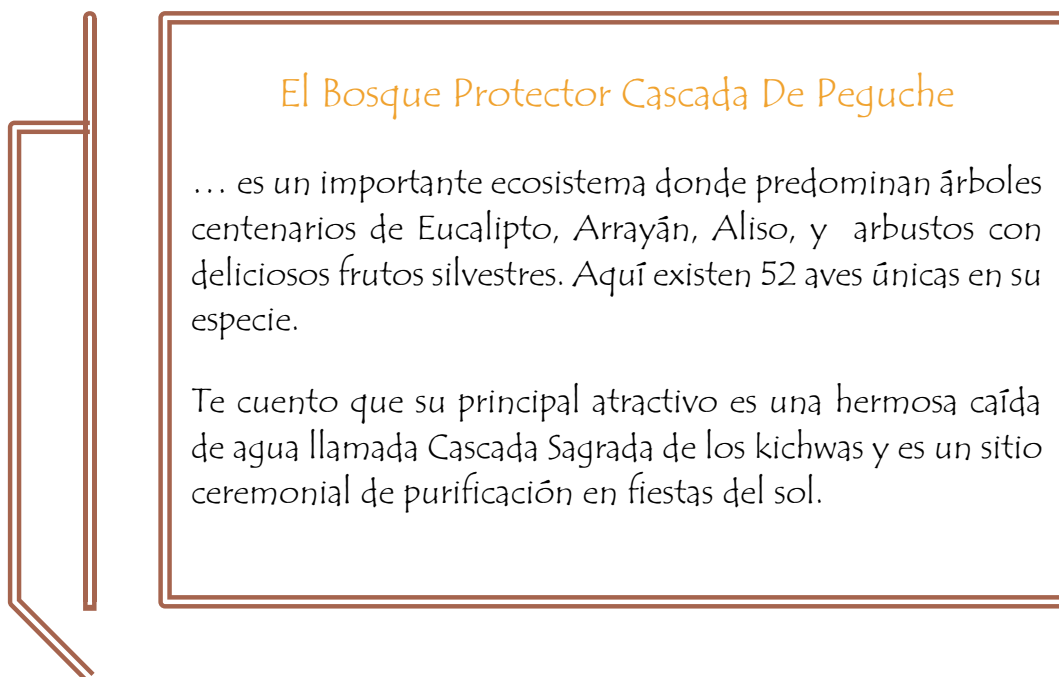 El Bosque Protector Cascada De Peguche
… es un importante ecosistema donde predominan árboles
centenarios de Eucalipto, Arrayán, Aliso, y arbustos con
deliciosos frutos silvestres. Aquí existen 52 aves únicas en su
especie.
Te cuento que su principal atractivo es una hermosa caída
de agua llamada Cascada Sagrada de los kichwas y es un sitio
ceremonial de purificación en fiestas del sol.